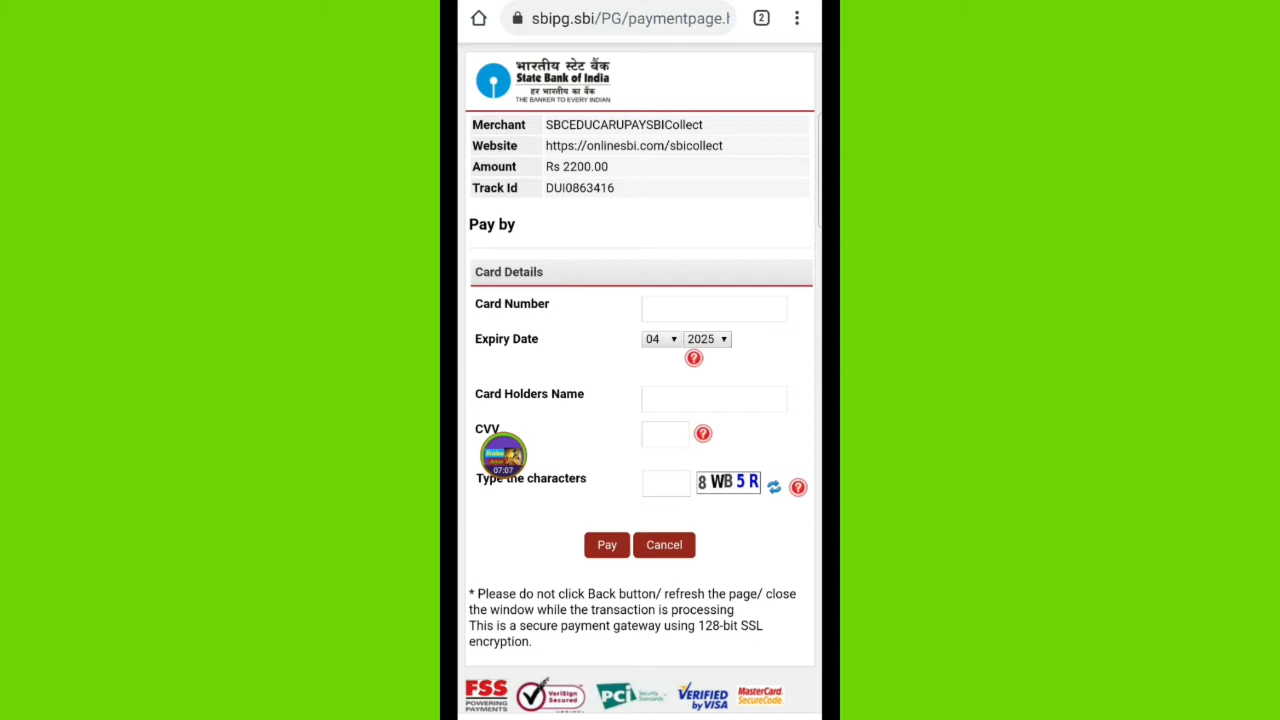 sbipg.sbi/PG/paymentpage.h
2
भारतीय स्टेट बैंक
State Bank of India
हर भारतीय का बैंक
THE BANKER TO EVERY INDIAN
Merchant SBCEDUCARUPAYSBICollect
Website https://onlinesbi.com/sbicollect
Amount Rs 2200.00
Track Id DUI0863416
Pay by
Card Details
Card Number
Expiry Date 04 2025
?
Card Holders Name
CVV ?
07:07
Type the characters 8 WB 5 R ?
Pay Cancel
* Please do not click Back button/ refresh the page/ close
the window while the transaction is processing
This is a secure payment gateway using 128-bit SSL
encryption.
FSS
POWERING
PAYMENTS
VeriSign
Secured
PCI Security
Standards
VERIFIED
by VISA
MasterCard.
SecureCode.